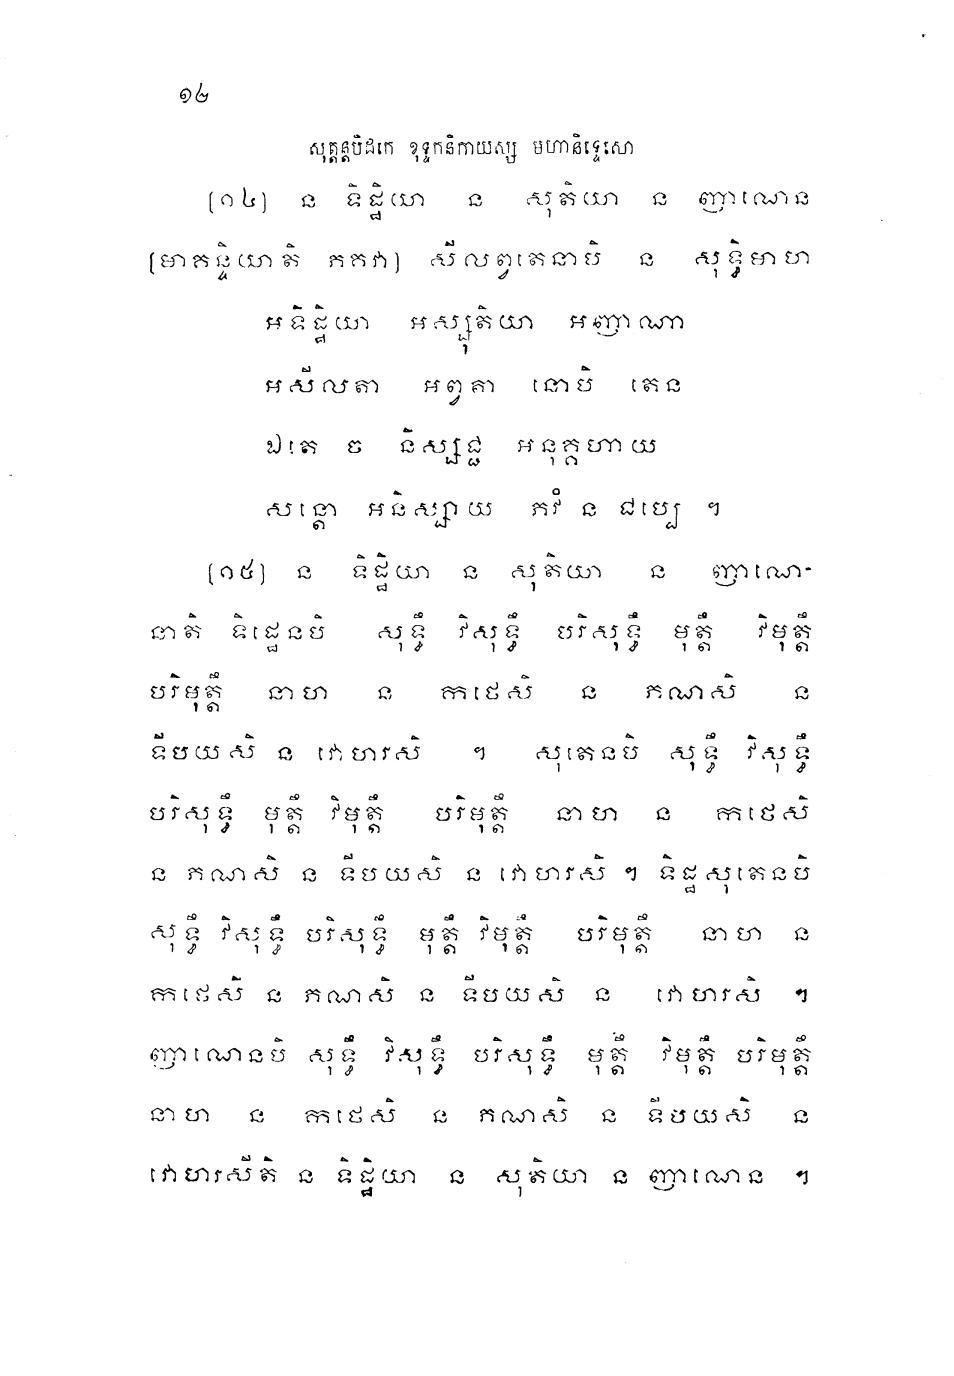 ១២
សុត្តន្តបិដកេ ខុទ្ទកនិកាយស្ស មហានិទ្ទេសោ
(១៤) ន ទិដ្ឋិយា ន សុតិយា ន ញាណេន
(មាគន្ទិយាតិ ភគវា) សីលព្វតេនាបិ ន សុទ្ធិមាហ
អទិដ្ឋិយា អស្សុតិយា អញាណា
អសីលតា អព្វតា នោបិ តេន
ឯតេ ច និស្សជ្ជ អនុគ្គហាយ
សន្តោ អនិស្សាយ ភវំ ន ជប្បេ ។
(១៥) ន ទិដ្ឋិយា ន សុតិយា ន ញាណេ-
នាតិ ទិដ្ឋេនបិ សុទ្ធឹ វិសុទ្ធឹ បរិសុទ្ធឹ មុត្តឹ វិមុត្តឹ
បរិមុត្តឹ នាហ ន កថេសិ ន ភណសិ ន
ទីបយសិ ន វោហរសិ ។ សុតេនបិ សុទ្ធឹ វិសុទ្ធឹ
បរិសុទ្ធឹ មុត្តឹ វិមុត្តឹ បរិមុត្តឹ នាហ ន កថេសិ
ន ភណសិ ន ទីបយសិ ន វោហរសិ ។ ទិដ្ឋសុតេនបិ
សុទ្ធឹ វិសុទ្ធឹ បរិសុទ្ធឹ មុត្តឹ វិមុត្តឹ បរិមុត្តឹ នាហ ន
កថេសិ ន ភណសិ ន ទីបយសិ ន វោហរសិ ។
ញាណេនបិ សុទ្ធឹ វិសុទ្ធឹ បរិសុទ្ធឹ មុត្តឹ វិមុត្តឹ បរិមុត្តឹ
នាហ ន កថេសិ ន ភណសិ ន ទីបយសិ ន
វោហរសីតិ ន ទិដ្ឋិយា ន សុតិយា ន ញាណេន ។